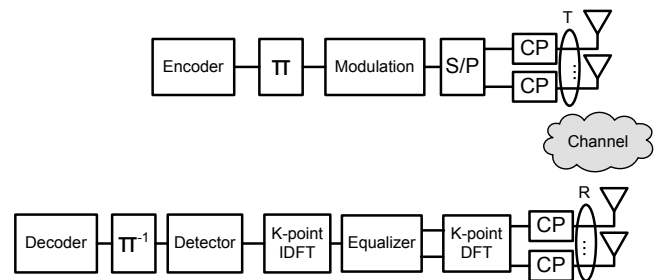 T
Encoder
π
Modulation
S/P
CP
⋮
CP
Channel
R
Decoder
π-1
Detector
K-point
IDFT
Equalizer
K-point
DFT
CP
⋮
CP